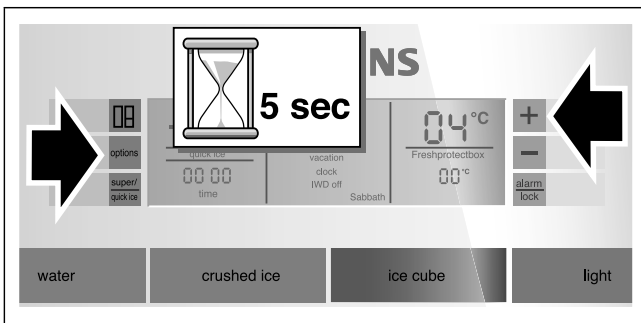 NS
5 sec
options
super/
quick ice
quick ice
00 00
time
vacation
clock
IWD off
Sabbath
04°C
Freshprotectbox
00°C
+
−
alarm
lock
water
crushed ice
ice cube
light